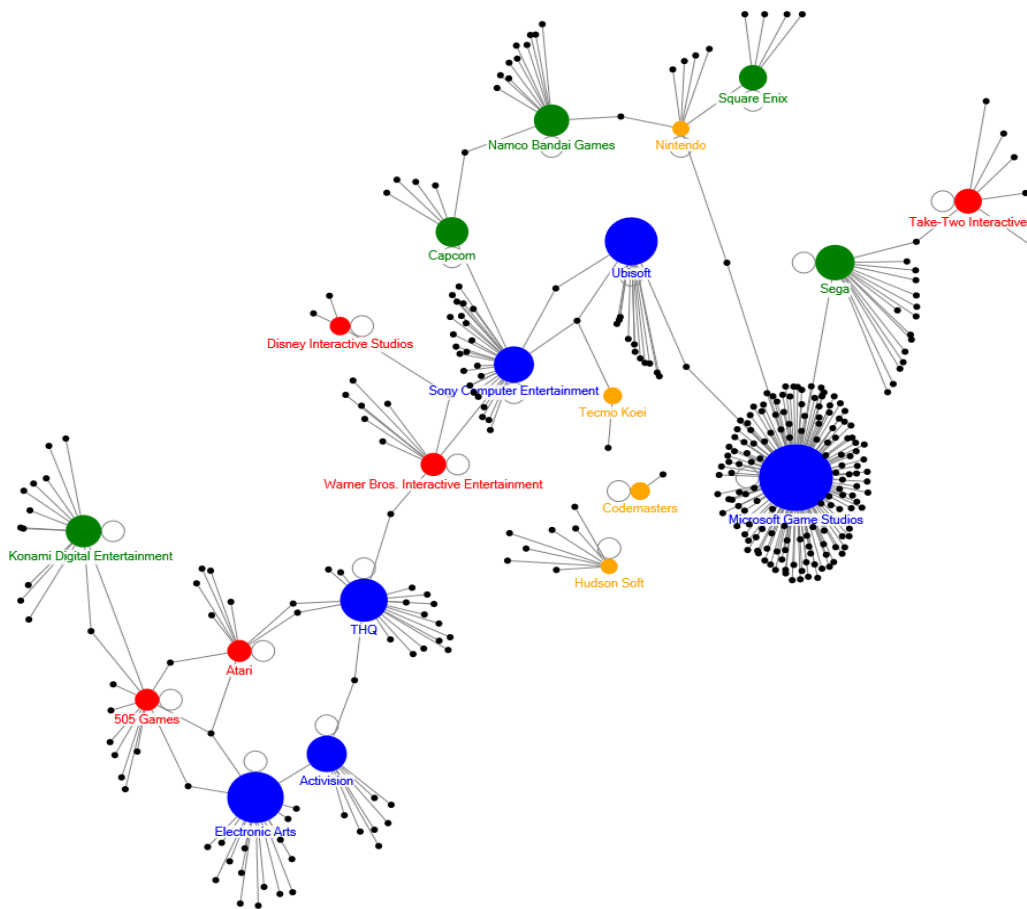 Square Enix
Namco Bandai Games
Nintendo
Take-Two Interactive
Capcom
Ubisoft
Sega
Disney Interactive Studios
Sony Computer Entertainment
Tecmo Koei
Warner Bros. Interactive Entertainment
Codemasters
Microsoft Game Studios
Konami Digital Entertainment
Hudson Soft
THQ
Atari
505 Games
Activision
Electronic Arts